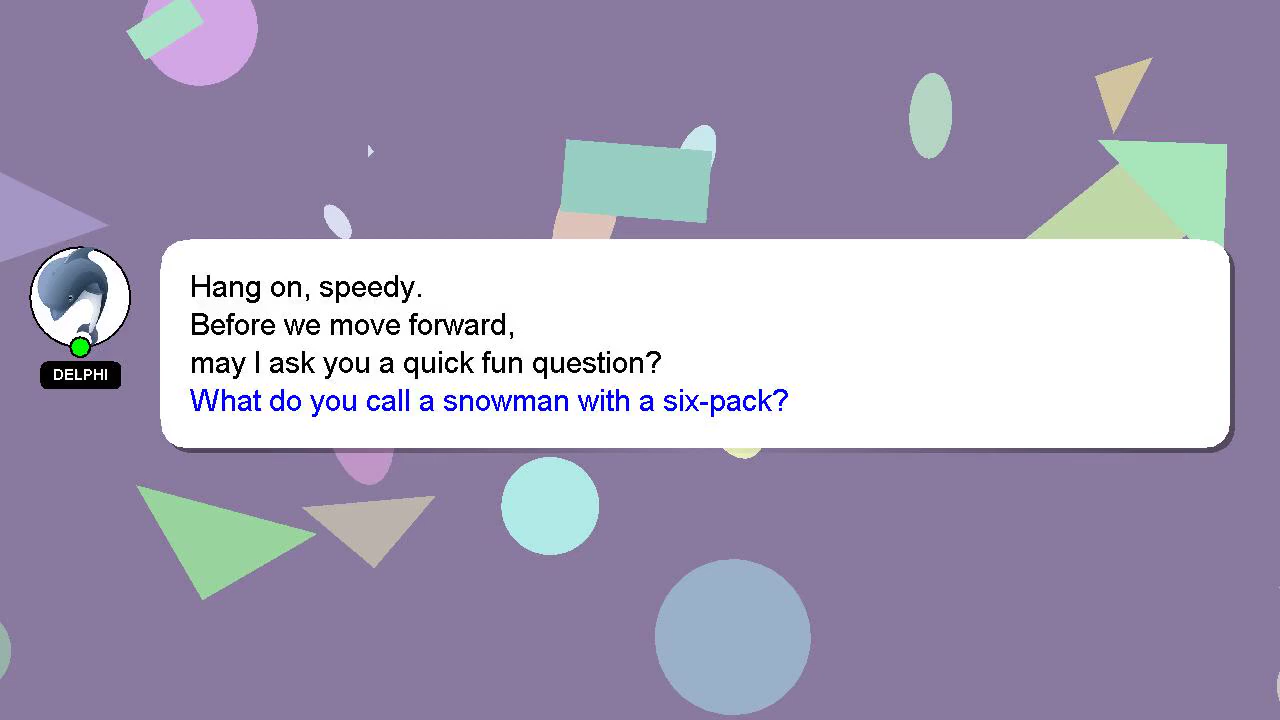 Hang on, speedy.
Before we move forward,
may I ask you a quick fun question?
What do you call a snowman with a six-pack?
DELPHI